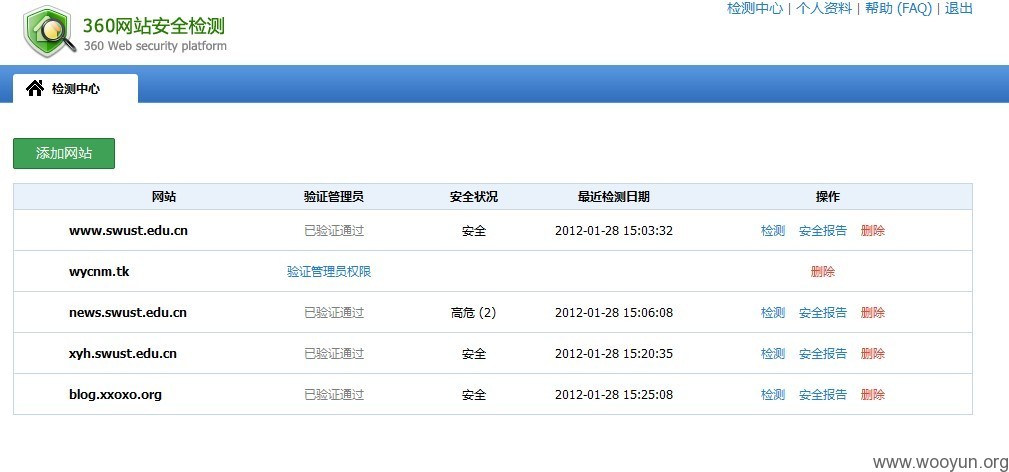 检测中心 | 个人资料 | 帮助 (FAQ) | 退出
360网站安全检测
360 Web security platform
检测中心
添加网站
网站 验证管理员 安全状况 最近检测日期 操作
www.swust.edu.cn 已验证通过 安全 2012-01-28 15:03:32 检测 安全报告 删除
wycnm.tk 验证管理员权限 删除
news.swust.edu.cn 已验证通过 高危 (2) 2012-01-28 15:06:08 检测 安全报告 删除
xyh.swust.edu.cn 已验证通过 安全 2012-01-28 15:20:35 检测 安全报告 删除
blog.xxoxo.org 已验证通过 安全 2012-01-28 15:25:08 检测 安全报告 删除
www.wooyun.org